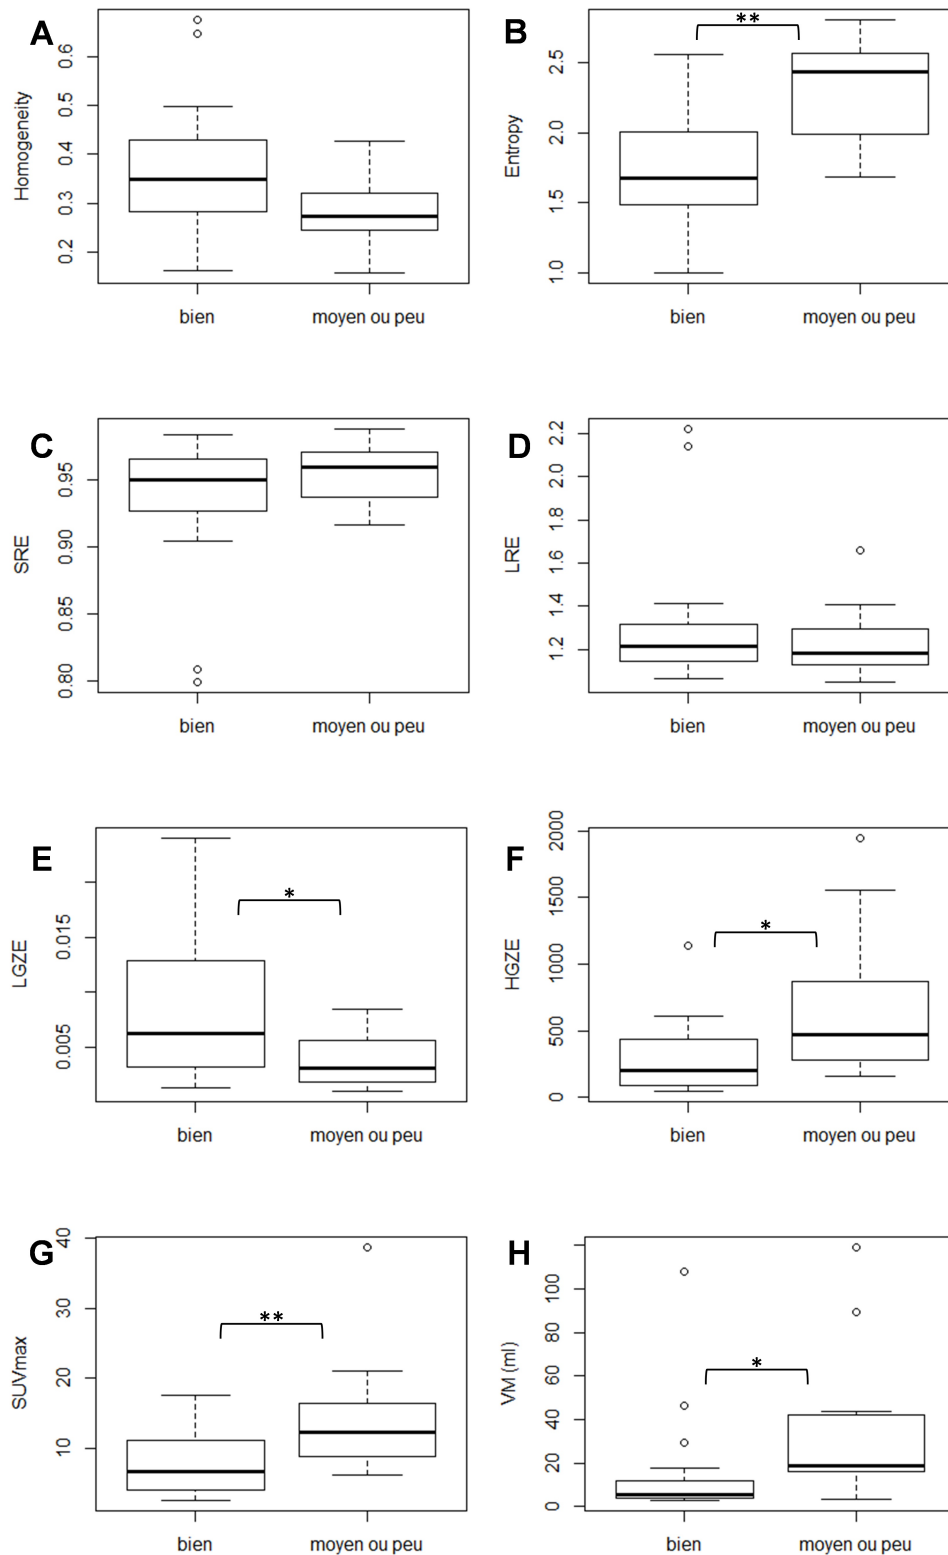 A
Homogeneity
0.6
0.5
0.4
0.3
0.2
bien
moyen ou peu
B
**
Entropy
2.5
2.0
1.5
1.0
bien
moyen ou peu
C
SRE
0.95
0.90
0.85
0.80
bien
moyen ou peu
D
LRE
2.2
2.0
1.8
1.6
1.4
1.2
bien
moyen ou peu
E
*
LGZE
0.015
0.005
bien
moyen ou peu
F
*
HGZE
2000
1500
1000
500
0
bien
moyen ou peu
G
**
SUVmax
40
30
20
10
bien
moyen ou peu
H
*
VM (ml)
100
80
60
40
20
0
bien
moyen ou peu